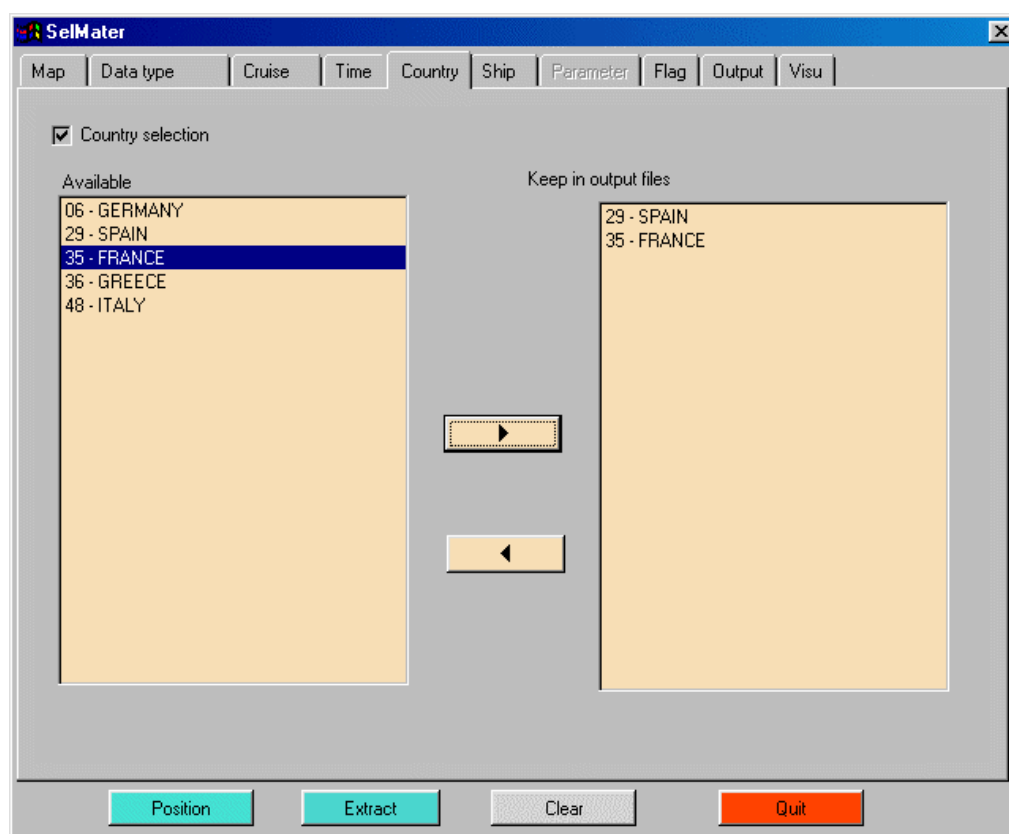 SelMater
Map Data type Cruise Time Country Ship Parameter Flag Output Visu
Country selection
Available
06 - GERMANY
29 - SPAIN
35 - FRANCE
36 - GREECE
48 - ITALY
Keep in output files
29 - SPAIN
35 - FRANCE
Position Extract Clear Quit